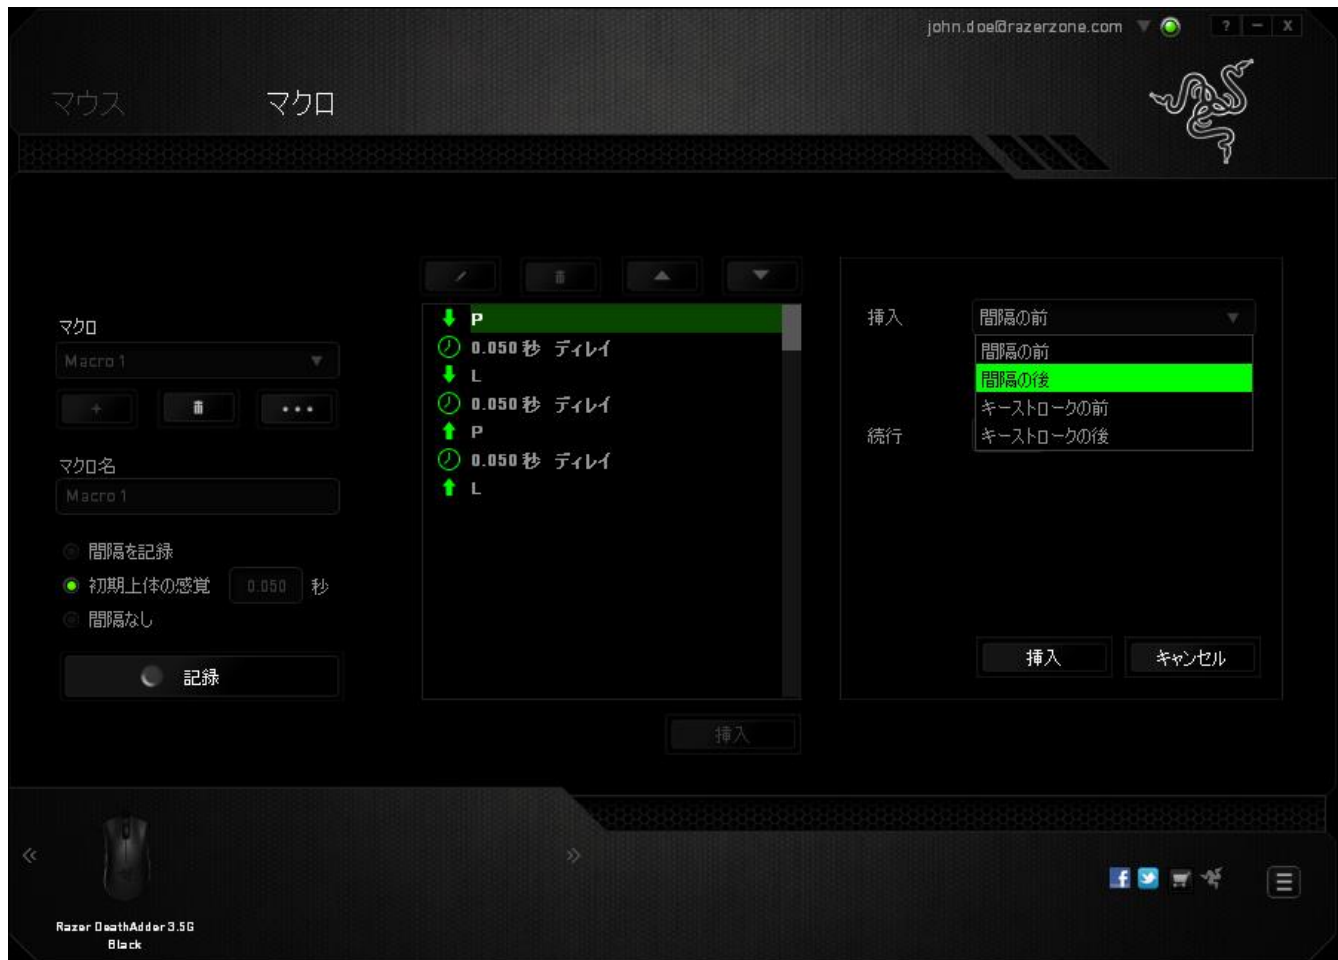 john.doe@razerzone.com
? - X
マウス
マクロ
マクロ
Macro 1
+
マクロ名
Macro 1
間隔を記録
初期上体の感覚 0.050 秒
間隔なし
記録
P
0.050 秒 ディレイ
L
0.050 秒 ディレイ
P
0.050 秒 ディレイ
L
挿入
挿入 間隔の前
間隔の前
間隔の後
キーストロークの前
キーストロークの後
続行
挿入 キャンセル
Razer DeathAdder 3.5G
Black